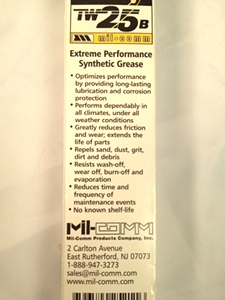 TW25B
mil-comm
Extreme Performance
Synthetic Grease
• Optimizes performance
by providing long-lasting
lubrication and corrosion
protection
• Performs dependably in
all climates, under all
weather conditions
• Greatly reduces friction
and wear; extends the
life of parts
• Repels sand, dust, grit,
dirt and debris
• Resists wash-off,
wear off, burn-off and
evaporation
• Reduces time and
frequency of
maintenance events
• No known shelf-life
MIL-COMM
Mil-Comm Products Company, Inc.
2 Carlton Avenue
East Rutherford, NJ 07073
1-888-947-3273
sales@mil-comm.com
www.mil-comm.com